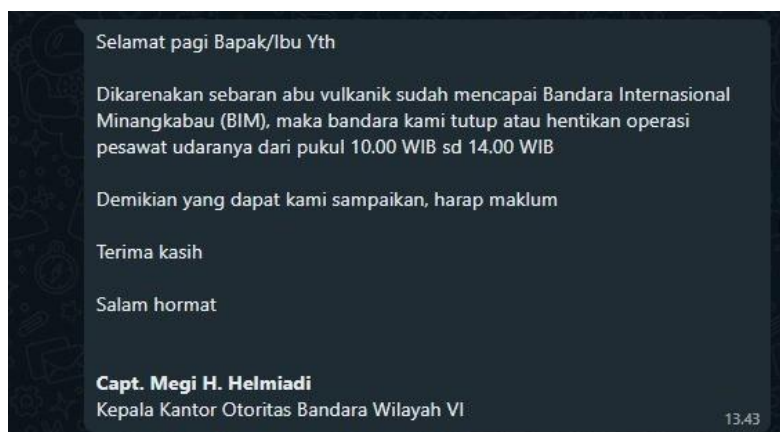 Selamat pagi Bapak/Ibu Yth
Dikarenakan sebaran abu vulkanik sudah mencapai Bandara Internasional
Minangkabau (BIM), maka bandara kami tutup atau hentikan operasi
pesawat udaranya dari pukul 10.00 WIB sd 14.00 WIB
Demikian yang dapat kami sampaikan, harap maklum
Terima kasih
Salam hormat
Capt. Megi H. Helmiadi
Kepala Kantor Otoritas Bandara Wilayah VI
13.43